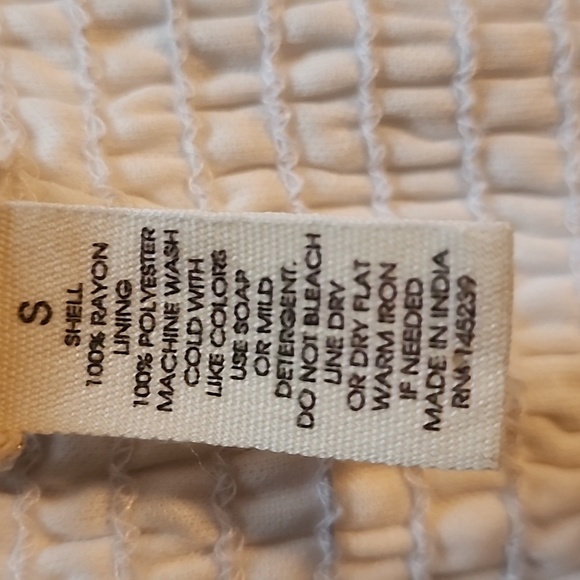 S
SHELL
100% RAYON
LINING
100% POLYESTER
MACHINE WASH
COLD WITH
LIKE COLORS
USE SOAP
OR MILD
DETERGENT.
DO NOT BLEACH
LINE DRY
OR DRY FLAT
WARM IRON
IF NEEDED
MADE IN INDIA
RN# 145239